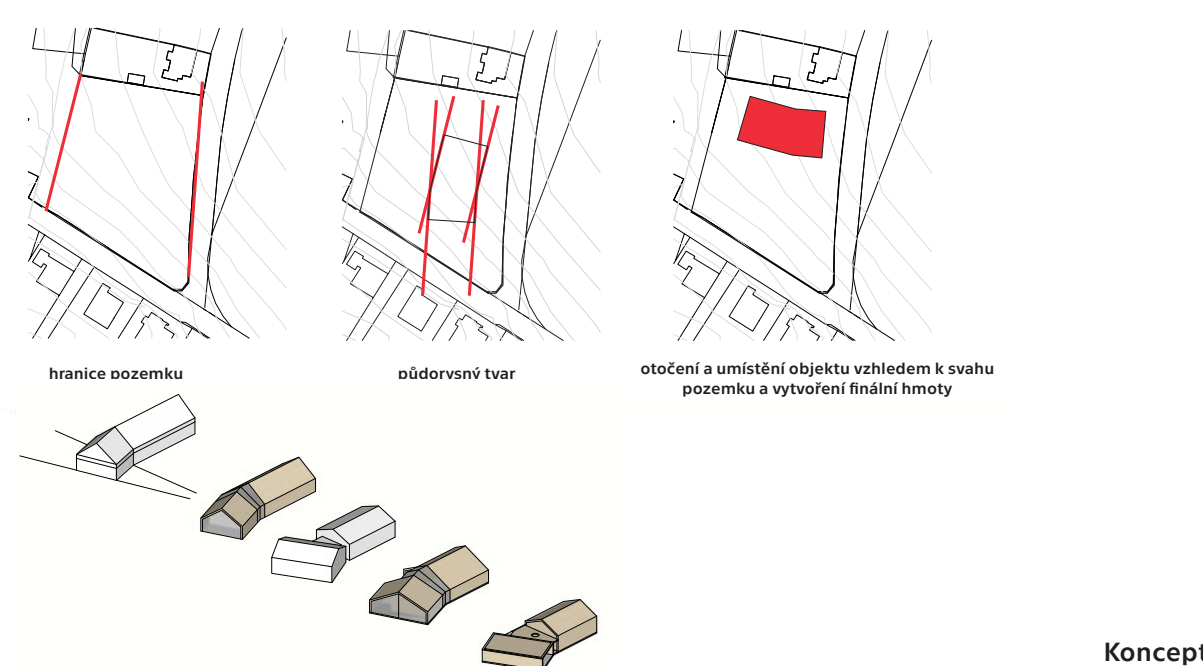 hranice pozemku
půdorysný tvar
otočení a umístění objektu vzhledem k svahu
pozemku a vytvoření finální hmoty
Koncept